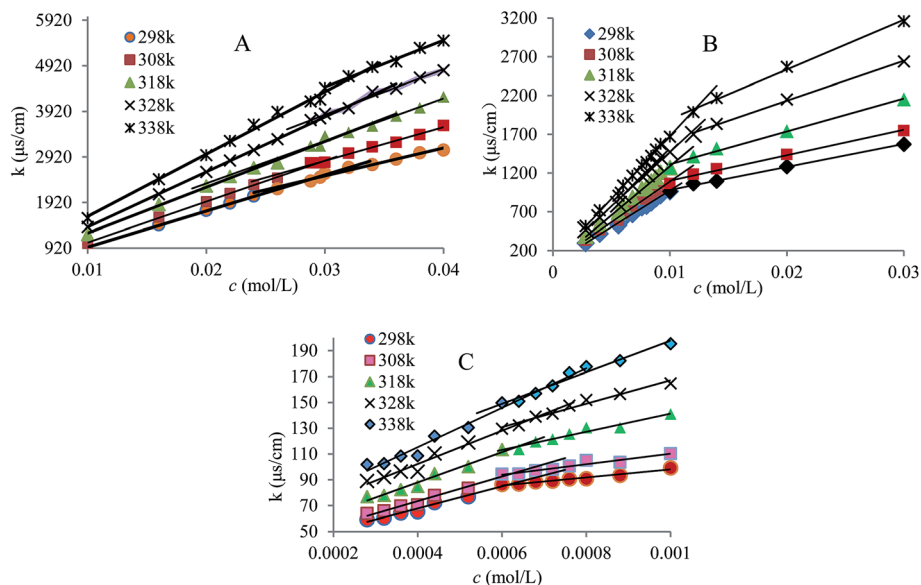 A
k (µs/cm)
5920
4920
3920
2920
1920
920
298k
308k
318k
328k
338k
0.01
0.02
0.03
0.04
c (mol/L)
B
k (µs/cm)
3200
2700
2200
1700
1200
700
200
298k
308k
318k
328k
338k
0
0.01
0.02
0.03
c (mol/L)
C
k (µs/cm)
190
170
150
130
110
90
70
50
298k
308k
318k
328k
338k
0.0002
0.0004
0.0006
0.0008
0.001
c (mol/L)